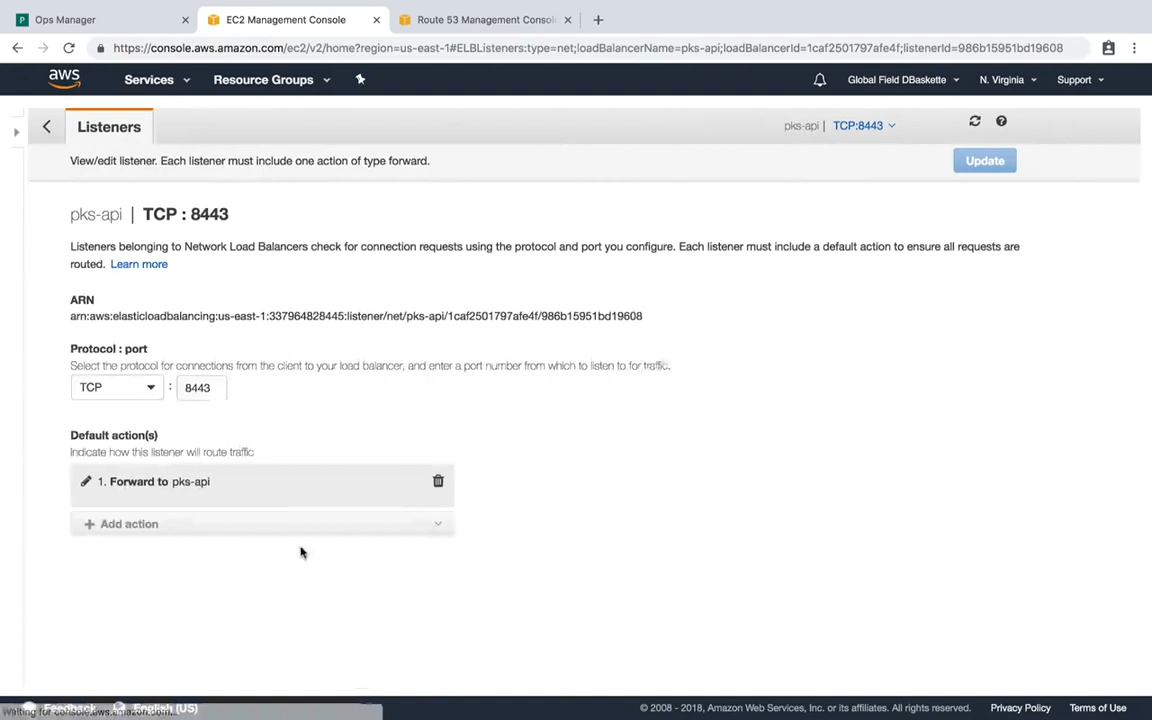 Ops Manager
EC2 Management Console
Route 53 Management Consol
https://console.aws.amazon.com/ec2/v2/home?region=us-east-1#ELBListeners:type=net;loadBalancerName=pks-api;loadBalancerId=1caf2501797afe4f;listenerId=986b15951bd19608
aws Services Resource Groups Global Field DBaskette N. Virginia Support
Listeners
pks-api | TCP:8443
View/edit listener. Each listener must include one action of type forward.
Update
pks-api | TCP : 8443
Listeners belonging to Network Load Balancers check for connection requests using the protocol and port you configure. Each listener must include a default action to ensure all requests are
routed. Learn more
ARN
arn:aws:elasticloadbalancing:us-east-1:337964828445:listener/net/pks-api/1caf2501797afe4f/986b15951bd19608
Protocol : port
Select the protocol for connections from the client to your load balancer, and enter a port number from which to listen to for traffic.
TCP : 8443
Default action(s)
Indicate how this listener will route traffic
1. Forward to pks-api
Add action
Feedback English (US)
Waiting for console.aws.amazon.com...
© 2008 - 2018, Amazon Web Services, Inc. or its affiliates. All rights reserved. Privacy Policy Terms of Use